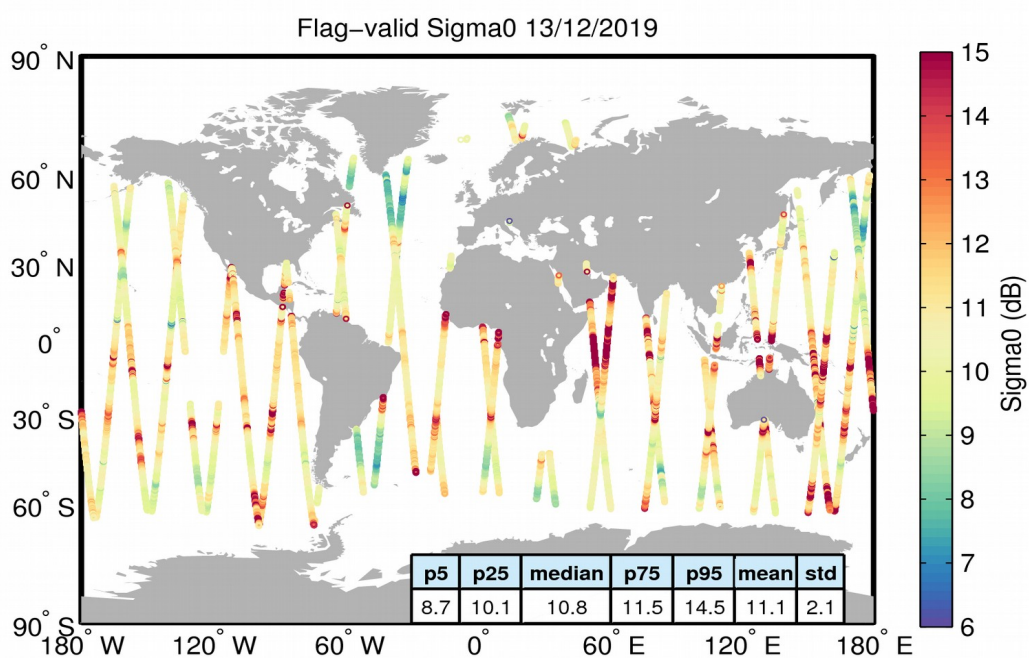 Flag-valid Sigma0 13/12/2019
90° N
60° N
30° N
0°
30° S
60° S
90° S
180° W
120° W
60° W
0°
60° E
120° E
180° E
15
14
13
12
11
10
9
8
7
6
Sigma0 (dB)
p5 p25 median p75 p95 mean std
8.7 10.1 10.8 11.5 14.5 11.1 2.1